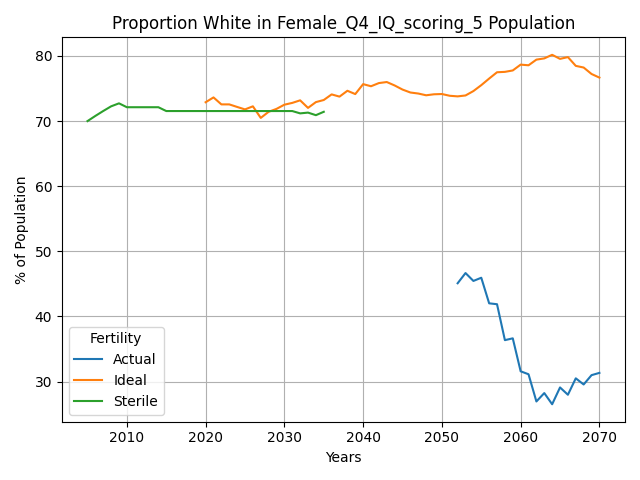 Proportion White in Female_Q4_IQ_scoring_5 Population
% of Population
80
70
60
50
40
30
Fertility
Actual
Ideal
Sterile
2010
2020
2030
2040
2050
2060
2070
Years